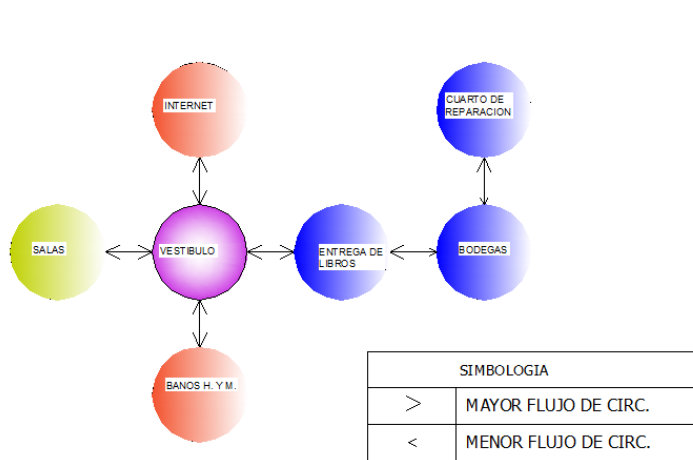 INTERNET
CUARTO DE
REPARACION
SALAS
VESTIBULO
ENTREGA DE
LIBROS
BODEGAS
BANOS H. Y M.
SIMBOLOGIA
> MAYOR FLUJO DE CIRC.
< MENOR FLUJO DE CIRC.